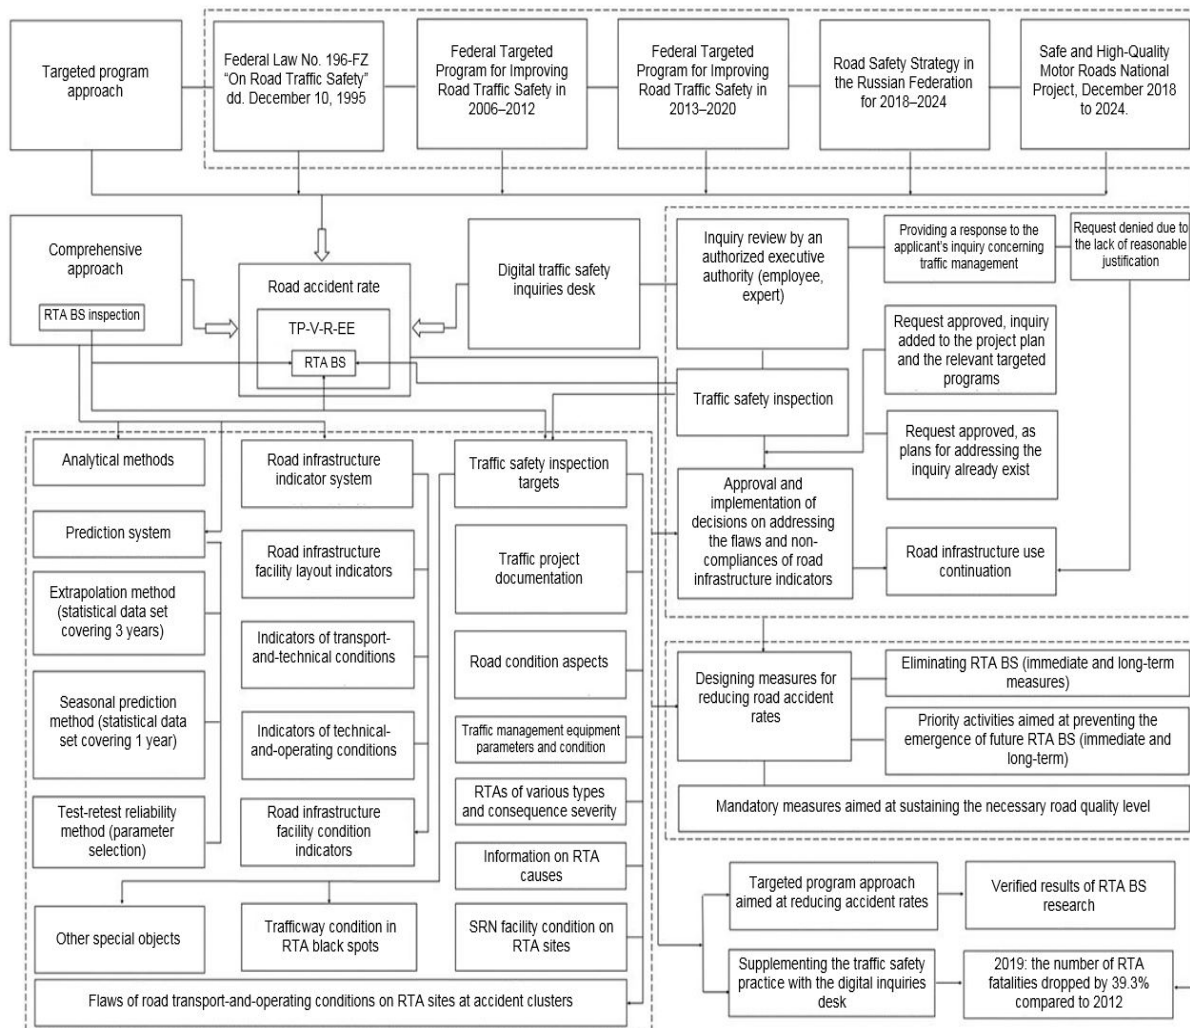 Targeted program
approach
Federal Law No. 196-FZ
“On Road Traffic Safety”
dd. December 10, 1995
Federal Targeted
Program for Improving
Road Traffic Safety in
2006–2012
Federal Targeted
Program for Improving
Road Traffic Safety in
2013–2020
Road Safety Strategy in
the Russian Federation
for 2018–2024
Safe and High-Quality
Motor Roads National
Project, December 2018
to 2024.
Comprehensive
approach
RTA BS inspection
Road accident rate
TP-V-R-EE
RTA BS
Digital traffic safety
inquiries desk
Inquiry review by an
authorized executive
authority (employee,
expert)
Providing a response to the
applicant’s inquiry concerning
traffic management
Request denied due to
the lack of reasonable
justification
Request approved, inquiry
added to the project plan
and the relevant targeted
programs
Traffic safety inspection
Request approved, as
plans for addressing the
inquiry already exist
Approval and
implementation of
decisions on addressing
the flaws and non-
compliances of road
infrastructure indicators
Road infrastructure use
continuation
Analytical methods
Prediction system
Extrapolation method
(statistical data set
covering 3 years)
Seasonal prediction
method (statistical data
set covering 1 year)
Test-retest reliability
method (parameter
selection)
Road infrastructure
indicator system
Road infrastructure
facility layout indicators
Indicators of transport-
and-technical conditions
Indicators of technical-
and-operating conditions
Road infrastructure
facility condition
indicators
Traffic safety inspection
targets
Traffic project
documentation
Road condition aspects
Traffic management equipment
parameters and condition
RTAs of various types
and consequence severity
Information on RTA
causes
Other special objects
Trafficway condition in
RTA black spots
SRN facility condition on
RTA sites
Flaws of road transport-and-operating conditions on RTA sites at accident clusters
Designing measures for
reducing road accident
rates
Eliminating RTA BS (immediate and long-term
measures)
Priority activities aimed at preventing the
emergence of future RTA BS (immediate and
long-term)
Mandatory measures aimed at sustaining the necessary road quality level
Targeted program approach
aimed at reducing accident rates
Verified results of RTA BS
research
Supplementing the traffic safety
practice with the digital inquiries
desk
2019: the number of RTA
fatalities dropped by 39.3%
compared to 2012